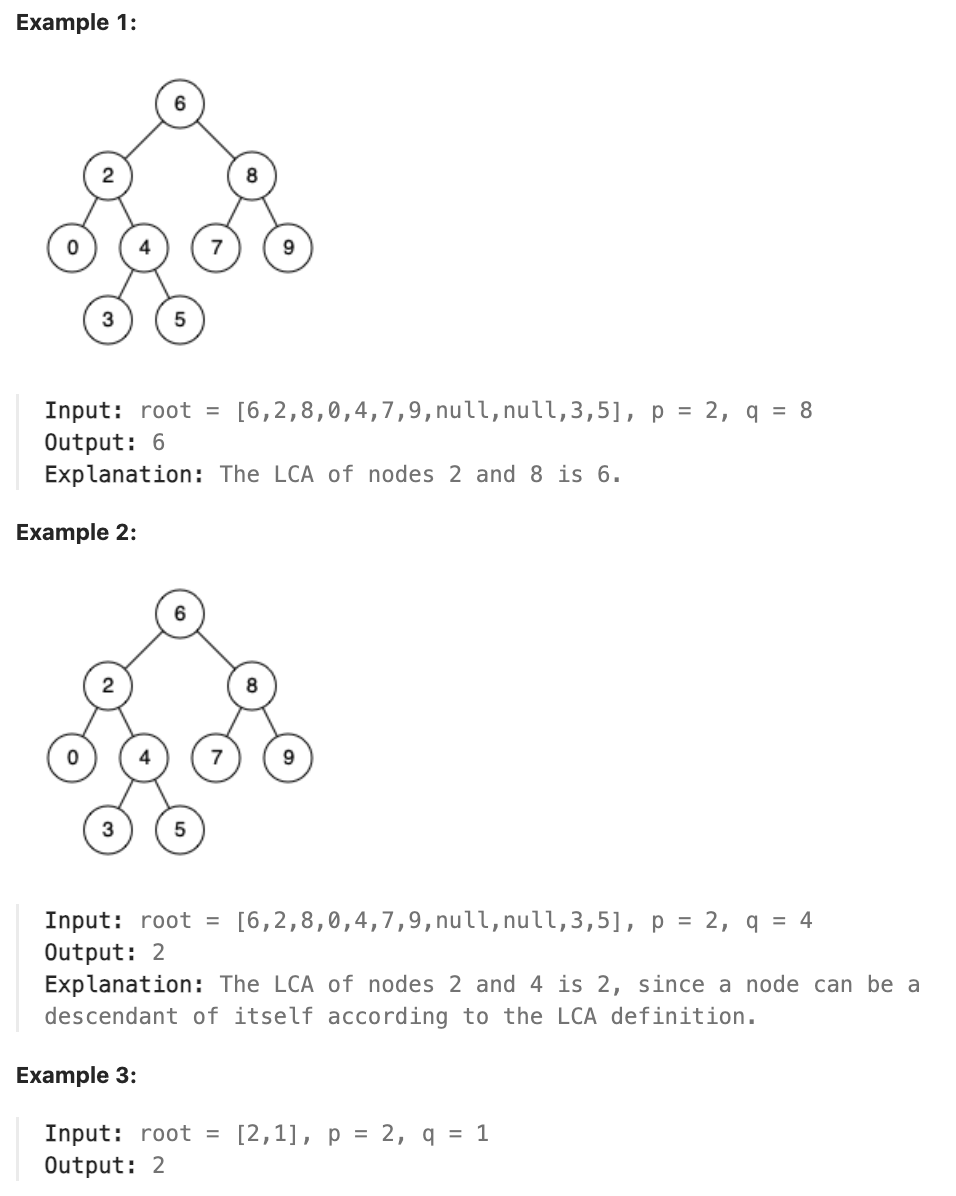 Example 1:
6
2 8
0 4 7 9
3 5
Input: root = [6,2,8,0,4,7,9,null,null,3,5], p = 2, q = 8
Output: 6
Explanation: The LCA of nodes 2 and 8 is 6.
Example 2:
6
2 8
0 4 7 9
3 5
Input: root = [6,2,8,0,4,7,9,null,null,3,5], p = 2, q = 4
Output: 2
Explanation: The LCA of nodes 2 and 4 is 2, since a node can be a
descendant of itself according to the LCA definition.
Example 3:
Input: root = [2,1], p = 2, q = 1
Output: 2